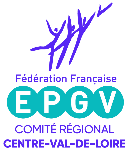 Fédération Française
EPGV
COMITÉ RÉGIONAL
CENTRE-VAL-DE-LOIRE